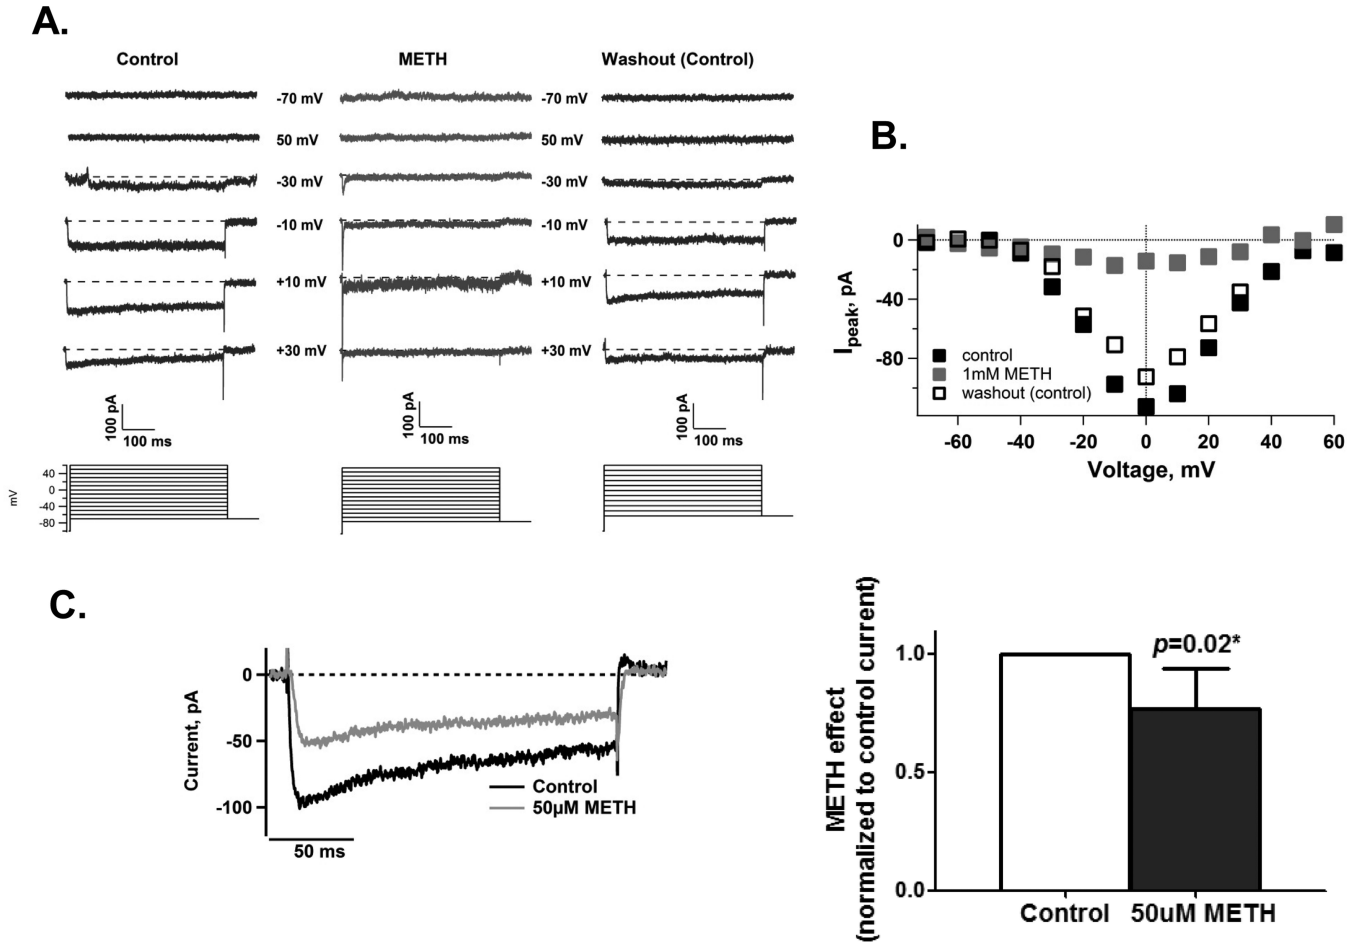 A.
Control
METH
Washout (Control)
-70 mV
-70 mV
50 mV
50 mV
-30 mV
-30 mV
-10 mV
-10 mV
+10 mV
+10 mV
+30 mV
+30 mV
100 pA
100 ms
100 pA
100 ms
100 pA
100 ms
mV
40
0
-40
-80
B.
Ipeak, pA
0
-40
-80
control
1mM METH
washout (control)
-60
-40
-20
0
20
40
60
Voltage, mV
C.
Current, pA
0
-50
-100
Control
50µM METH
50 ms
METH effect
(normalized to control current)
1.0
0.5
0.0
p=0.02*
Control
50uM METH